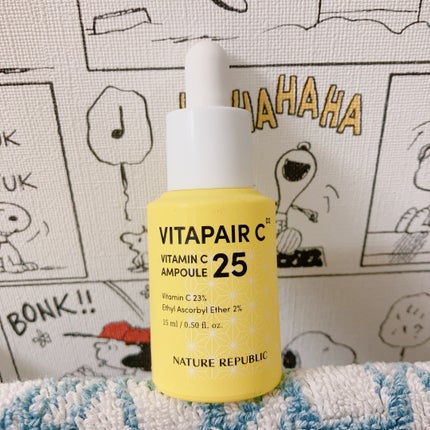 HAHAHAHA
UK
UK
BONK!!
VITAPAIR C
VITAMIN C
AMPOULE 25
Vitamin C 23%
Ethyl Ascorbyl Ether 2%
15 ml / 0.50 fl. oz.
NATURE REPUBLIC